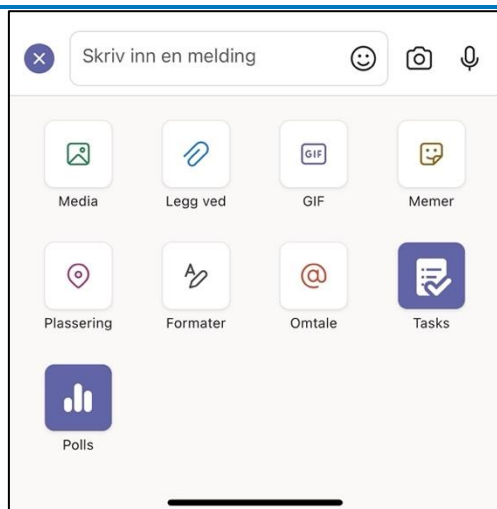 Skriv inn en melding
GIF
Media Legg ved GIF Memer
A @
Plassering Formater Omtale Tasks
Polls